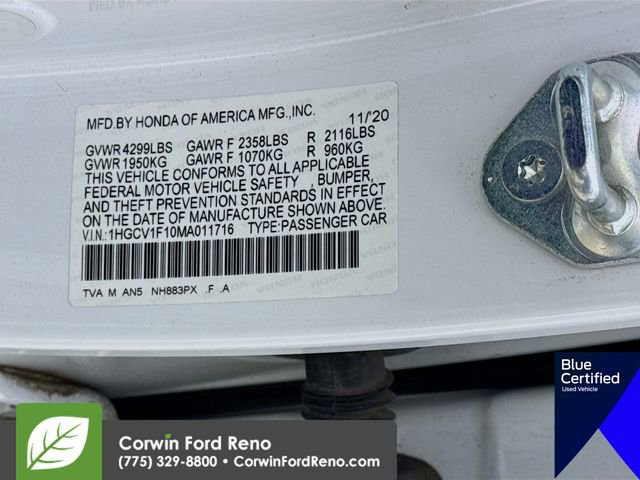 MFD.BY HONDA OF AMERICA MFG.,INC. 11/'20
GVWR 4299LBS GAWR F 2358LBS R 2116LBS
GVWR 1950KG GAWR F 1070KG R 960KG
THIS VEHICLE CONFORMS TO ALL APPLICABLE
FEDERAL MOTOR VEHICLE SAFETY , BUMPER,
AND THEFT PREVENTION STANDARDS IN EFFECT
ON THE DATE OF MANUFACTURE SHOWN ABOVE.
V.I.N.:1HGCV1F10MA011716 TYPE:PASSENGER CAR
TVA M AN5 NH883PX .F .A
Blue
Certified
Used Vehicle
Corwin Ford Reno
(775) 329-8800 • CorwinFordReno.com